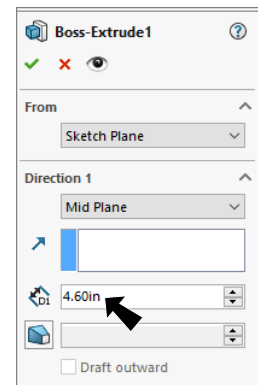 Boss-Extrude1
?
From
Sketch Plane
Direction 1
Mid Plane
D1
4.60in
Draft outward